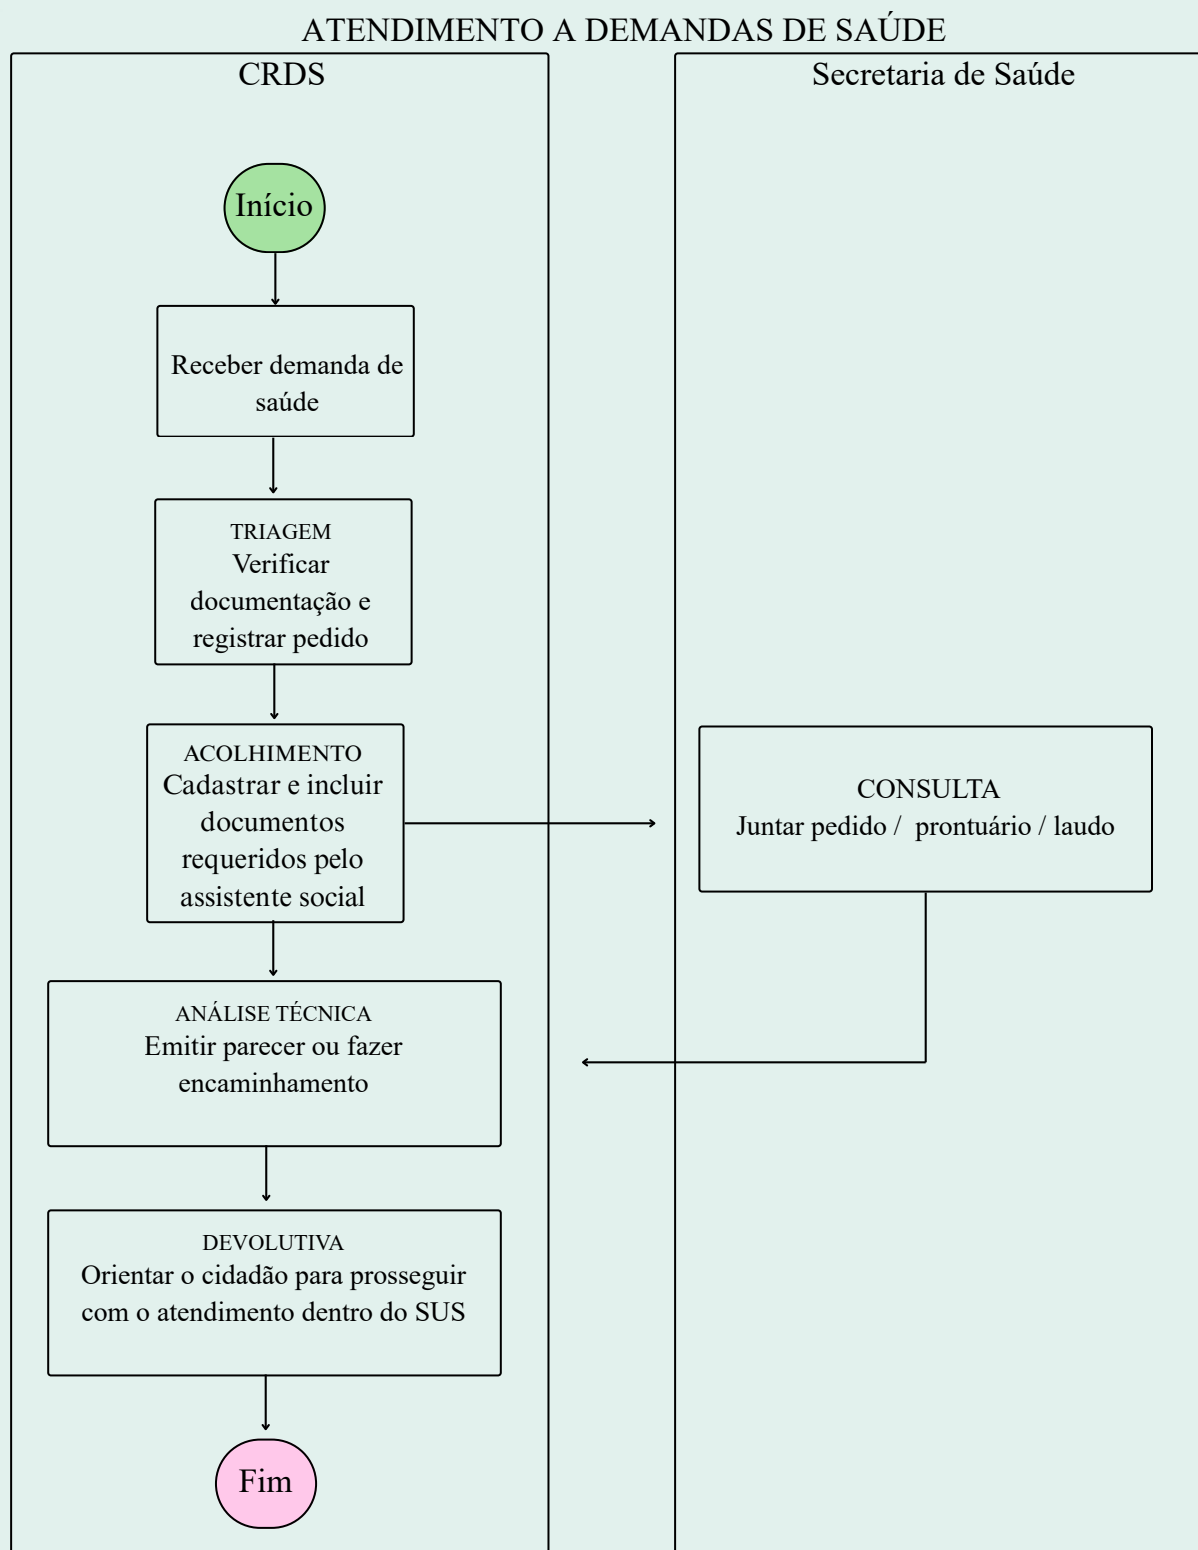 ATENDIMENTO A DEMANDAS DE SAÚDE
CRDS
Secretaria de Saúde
Início
Receber demanda de
saúde
TRIAGEM
Verificar
documentação e
registrar pedido
ACOLHIMENTO
Cadastrar e incluir
documentos
requeridos pelo
assistente social
CONSULTA
Juntar pedido /  prontuário / laudo
ANÁLISE TÉCNICA
Emitir parecer ou fazer
encaminhamento
DEVOLUTIVA
Orientar o cidadão para prosseguir
com o atendimento dentro do SUS
Fim